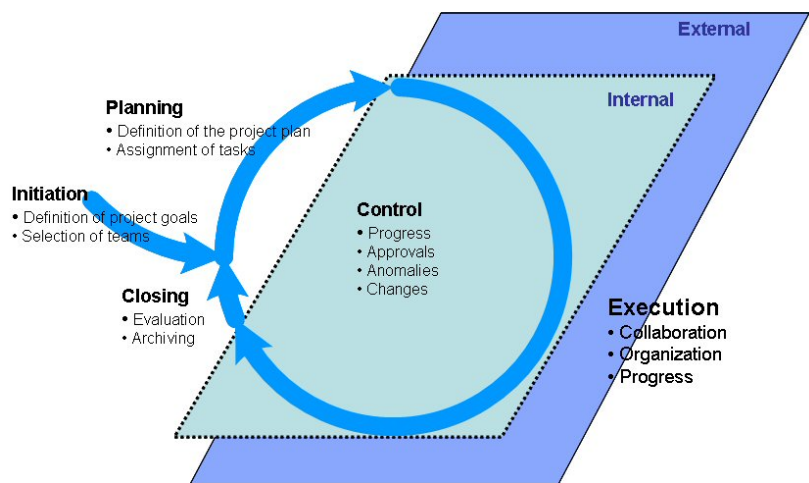 External
Internal
Planning
• Definition of the project plan
• Assignment of tasks
Initiation
• Definition of project goals
• Selection of teams
Control
• Progress
• Approvals
• Anomalies
• Changes
Closing
• Evaluation
• Archiving
Execution
• Collaboration
• Organization
• Progress